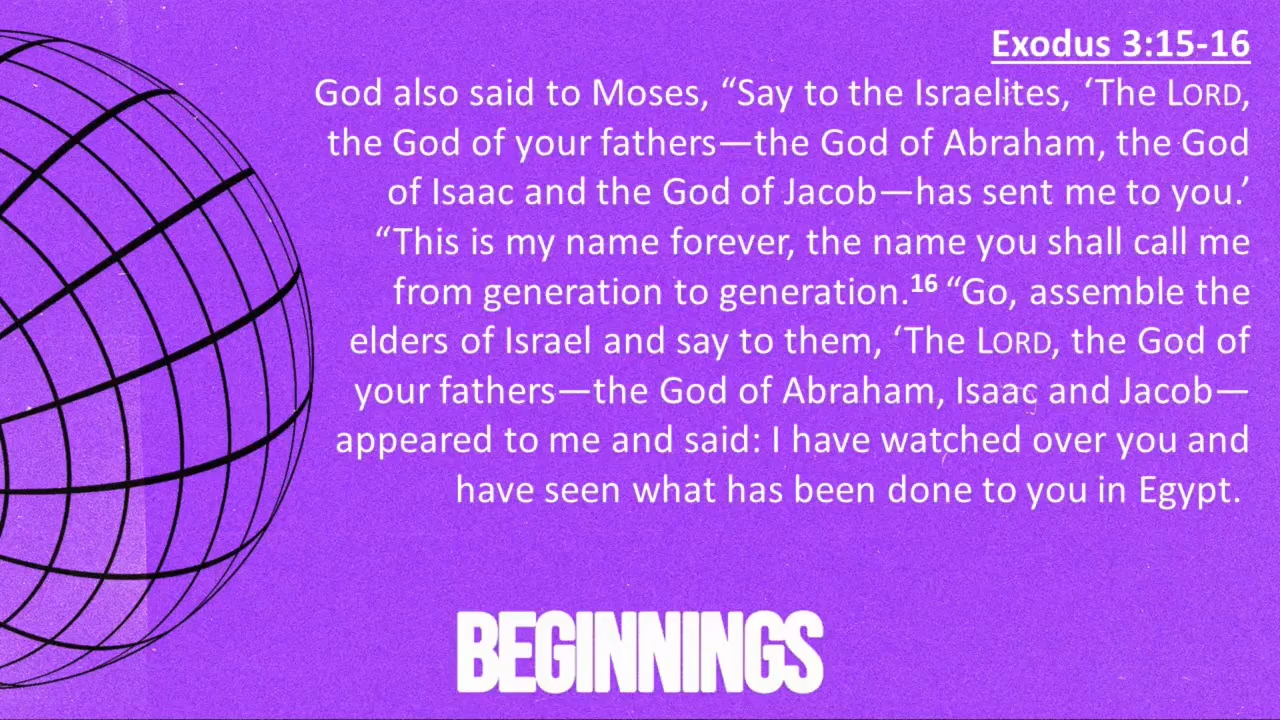 Exodus 3:15-16
God also said to Moses, “Say to the Israelites, ‘The LORD,
the God of your fathers—the God of Abraham, the God
of Isaac and the God of Jacob—has sent me to you.’
“This is my name forever, the name you shall call me
from generation to generation.16 “Go, assemble the
elders of Israel and say to them, ‘The LORD, the God of
your fathers—the God of Abraham, Isaac and Jacob—
appeared to me and said: I have watched over you and
have seen what has been done to you in Egypt.
BEGINNINGS